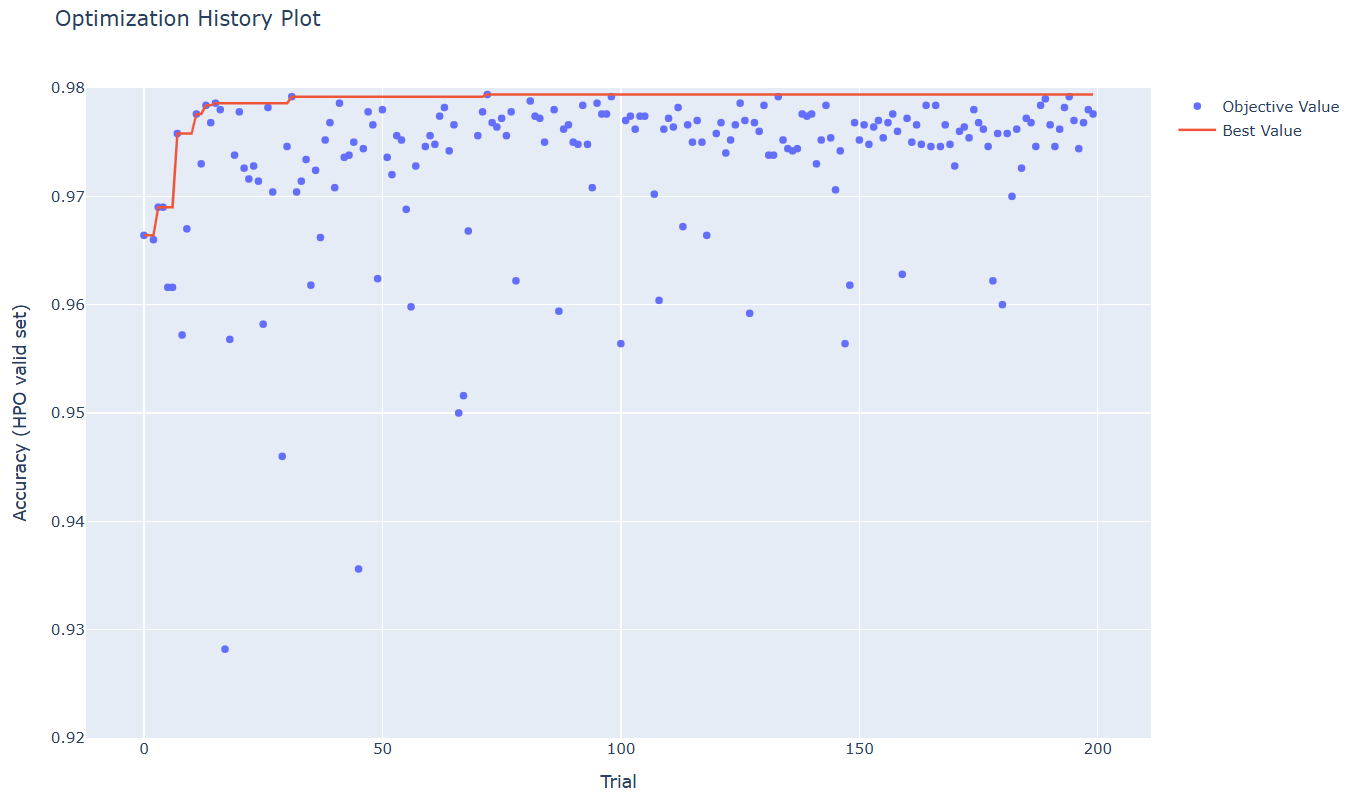 Optimization History Plot
Objective Value
Best Value
0.98
0.97
0.96
0.95
0.94
0.93
0.92
Accuracy (HPO valid set)
0
50
100
150
200
Trial